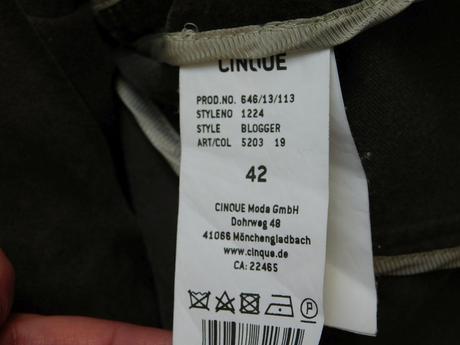 CINQUE
PROD.NO. 646/13/113
STYLENO 1224
STYLE BLOGGER
ART/COL 5203 19
42
CINQUE Moda GmbH
Dohrweg 48
41066 Mönchengladbach
www.cinque.de
CA: 22465
P